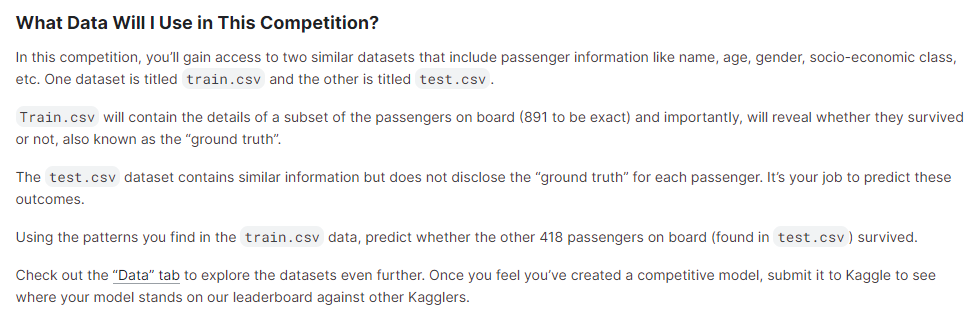 What Data Will I Use in This Competition?
In this competition, you’ll gain access to two similar datasets that include passenger information like name, age, gender, socio-economic class,
etc. One dataset is titled train.csv and the other is titled test.csv.
Train.csv will contain the details of a subset of the passengers on board (891 to be exact) and importantly, will reveal whether they survived
or not, also known as the “ground truth”.
The test.csv dataset contains similar information but does not disclose the “ground truth” for each passenger. It’s your job to predict these
outcomes.
Using the patterns you find in the train.csv data, predict whether the other 418 passengers on board (found in test.csv) survived.
Check out the “Data” tab to explore the datasets even further. Once you feel you’ve created a competitive model, submit it to Kaggle to see
where your model stands on our leaderboard against other Kagglers.